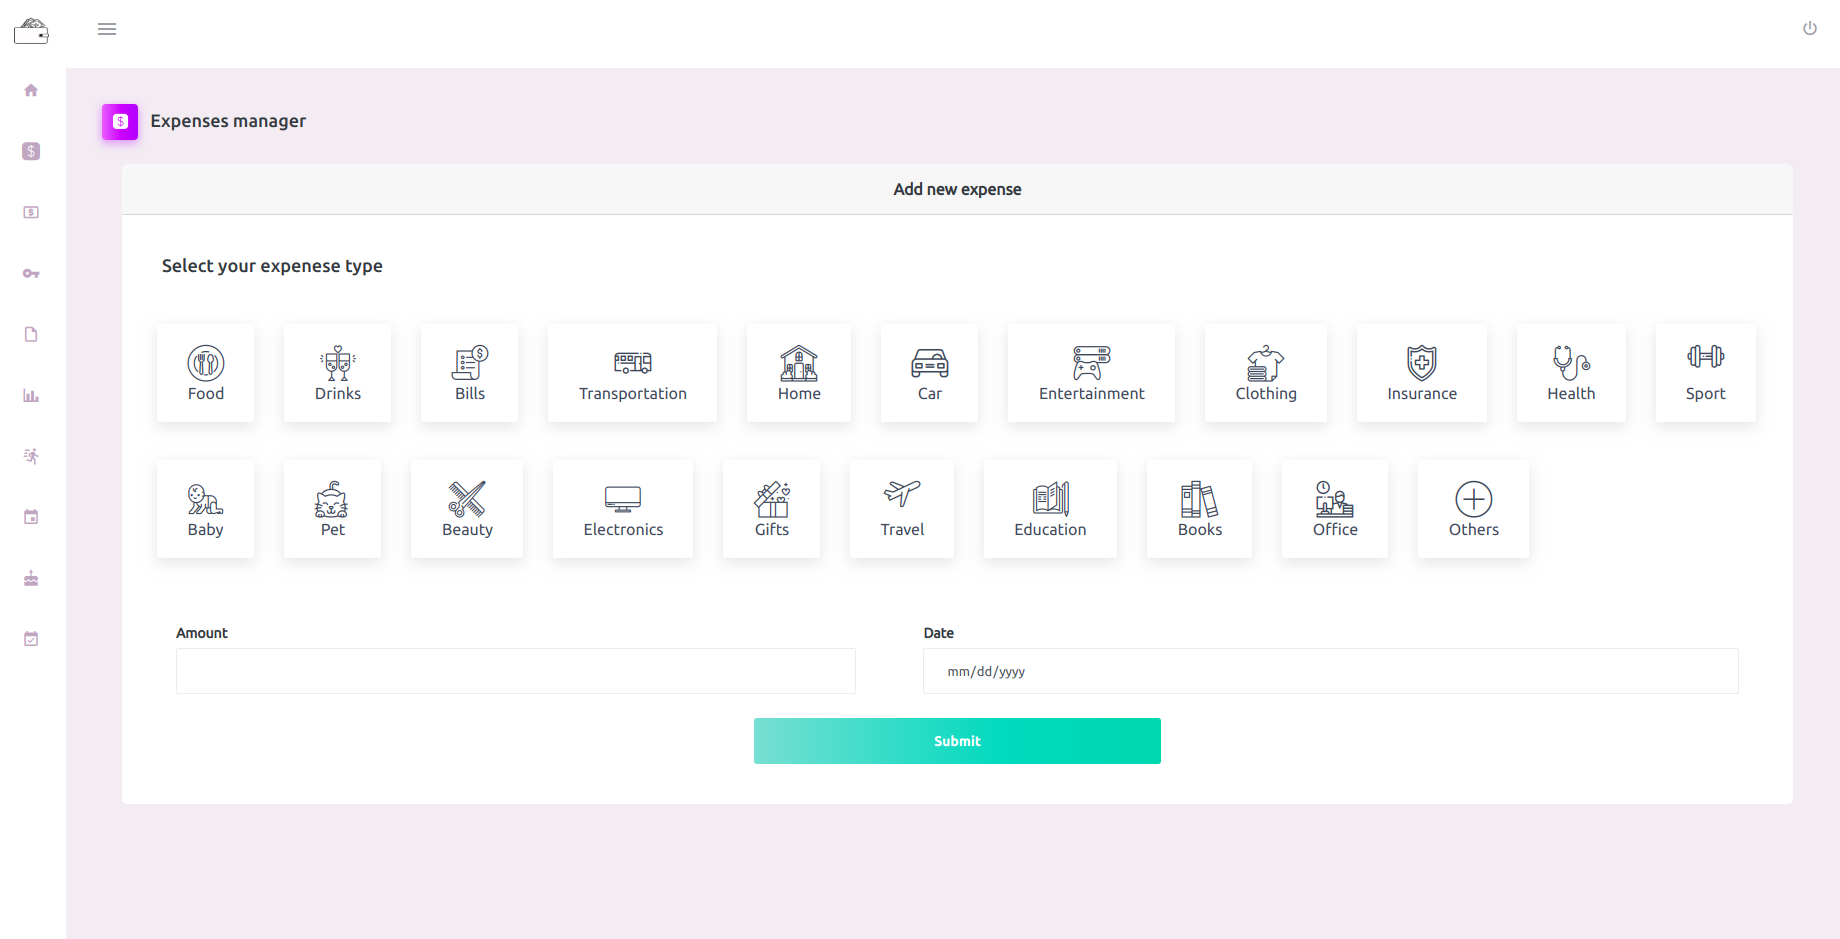 Expenses manager
Add new expense
Select your expenese type
Food Drinks Bills Transportation Home Car Entertainment Clothing Insurance Health Sport
Baby Pet Beauty Electronics Gifts Travel Education Books Office Others
Amount Date
mm/dd/yyyy
Submit